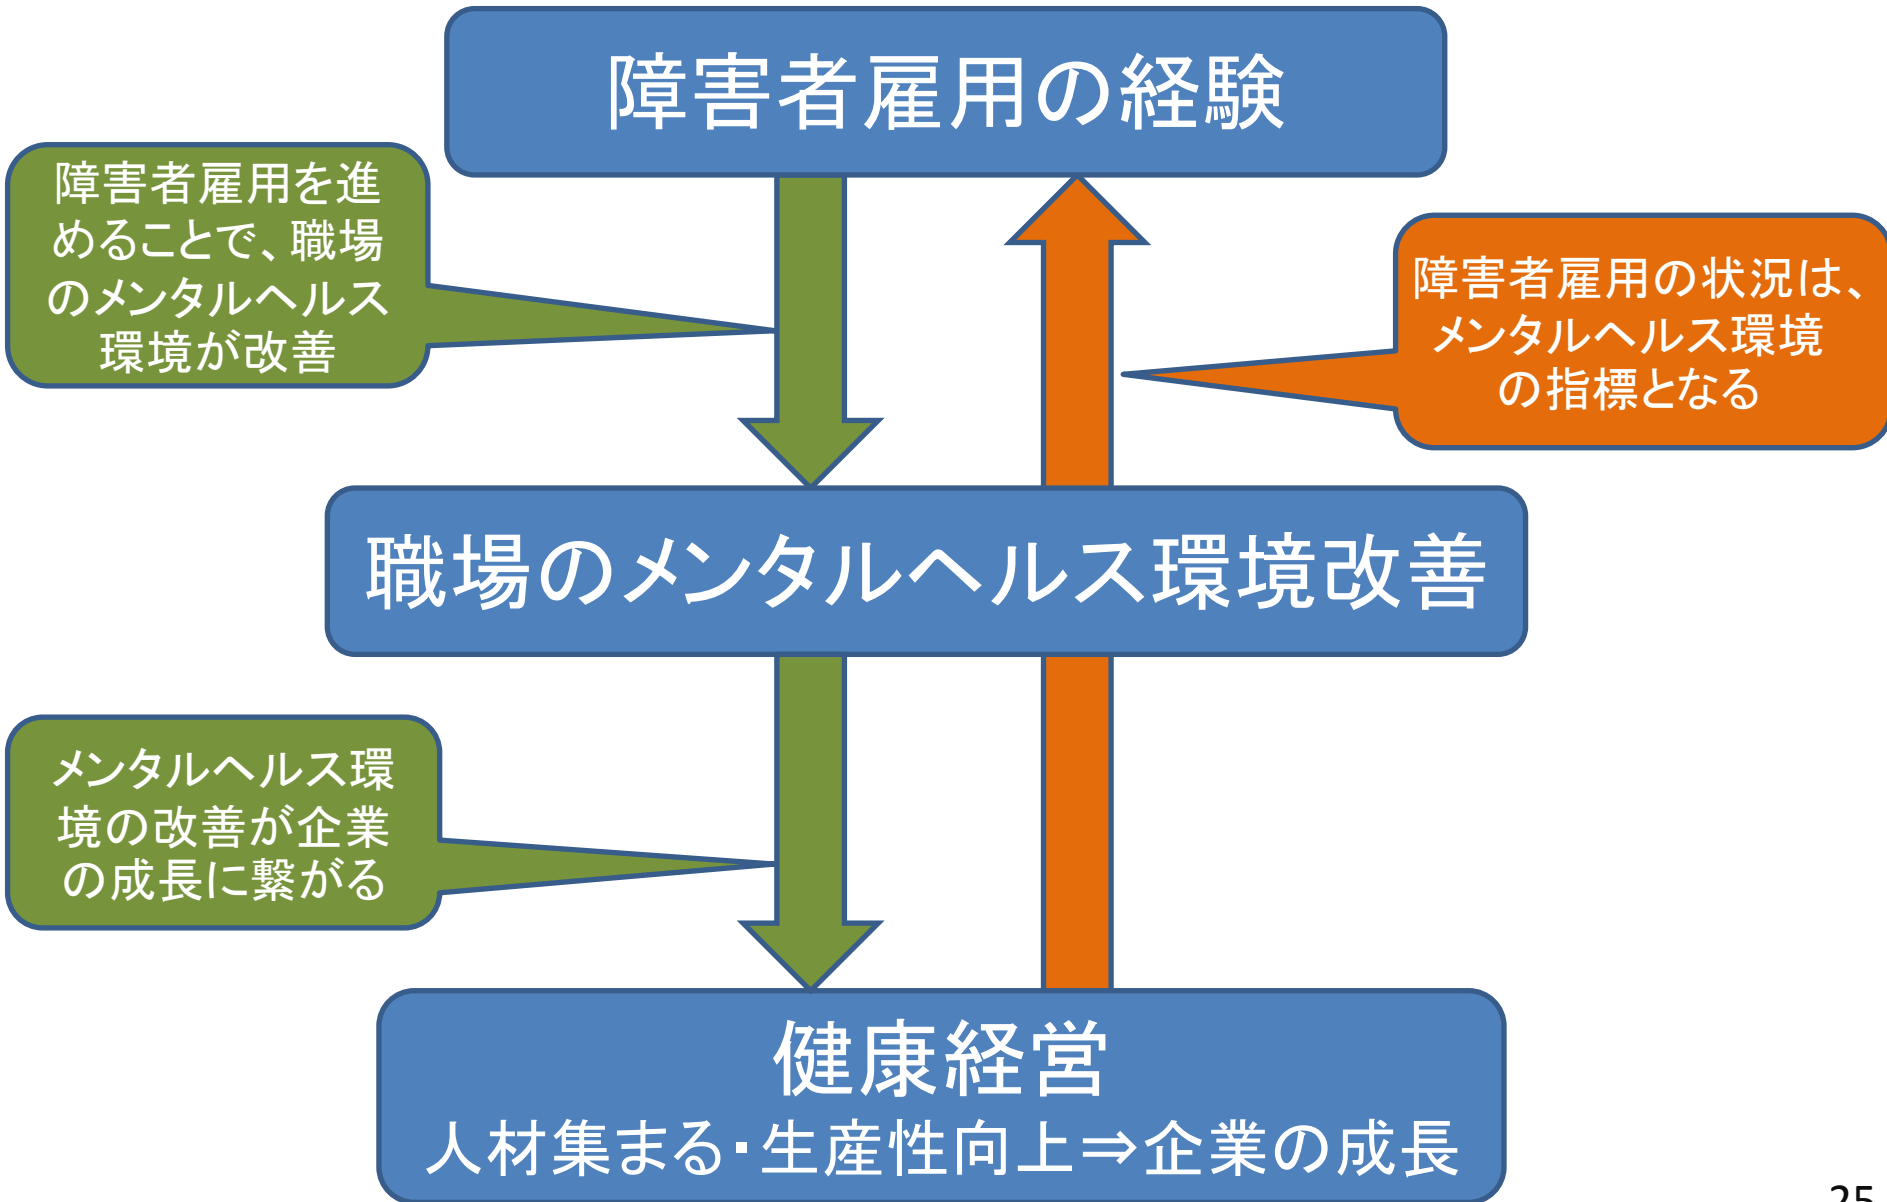 障害者雇用の経験
障害者雇用を進
めることで、職場
のメンタルヘルス
環境が改善
障害者雇用の状況は、
メンタルヘルス環境
の指標となる
職場のメンタルヘルス環境改善
メンタルヘルス環
境の改善が企業
の成長に繋がる
健康経営
人材集まる・生産性向上⇒企業の成長
25